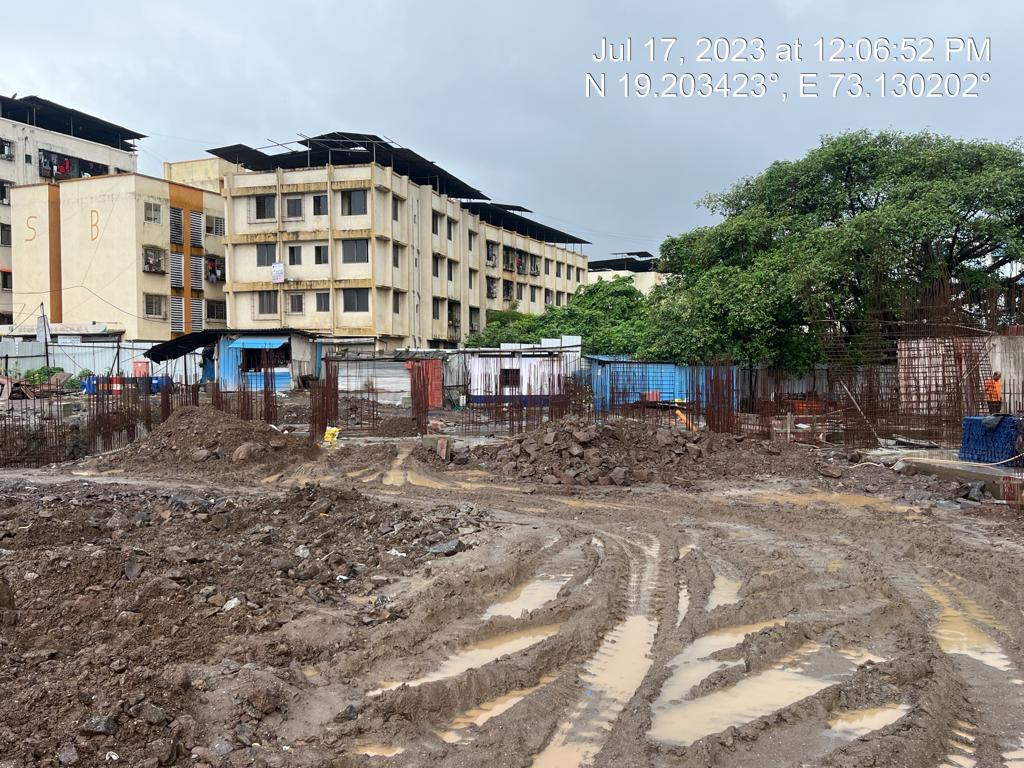 Jul 17, 2023 at 12:06:52 PM
N 19.203423°, E 73.130202°
S B